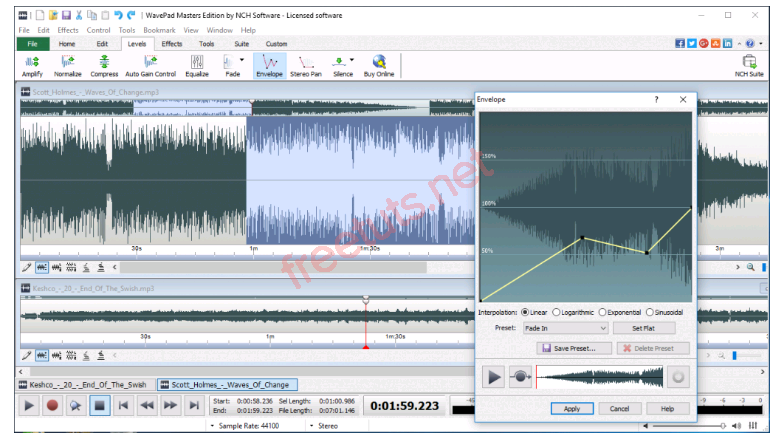 WavePad Masters Edition by NCH Software - Licensed software
File Edit Effects Control Tools Bookmark View Window Help
File Home Edit Levels Effects Tools Suite Custom
Amplify Normalize Compress Auto Gain Control Equalize Fade Envelope Stereo Pan Silence Buy Online NCH Suite
Scott_Holmes_-_Waves_Of_Change.mp3
Envelope ? ×
150%
100%
50%
30s 1m 1m30s 3m
freetuts.net
Keshco_-_20_-_End_Of_The_Swish.mp3
Interpolation: Linear Logarithmic Exponential Sinusoidal
Preset: Fade In Set Flat
30s 1m 1m30s
Save Preset... Delete Preset
Keshco_-_20_-_End_Of_The_Swish Scott_Holmes_-_Waves_Of_Change
Start: 0:00:58.236 Sel Length: 0:01:00.986
End: 0:01:59.223 File Length: 0:07:01.146
0:01:59.223
-45 -9 -6 -3 0
Apply Cancel Help
Sample Rate: 44100 Stereo